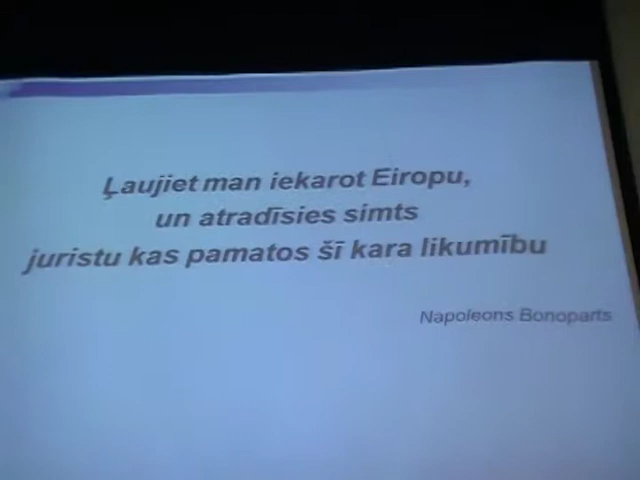 Ļaujiet man iekarot Eiropu,
un atradīsies simts
juristu kas pamatos šī kara likumību
Napoleons Bonoparts